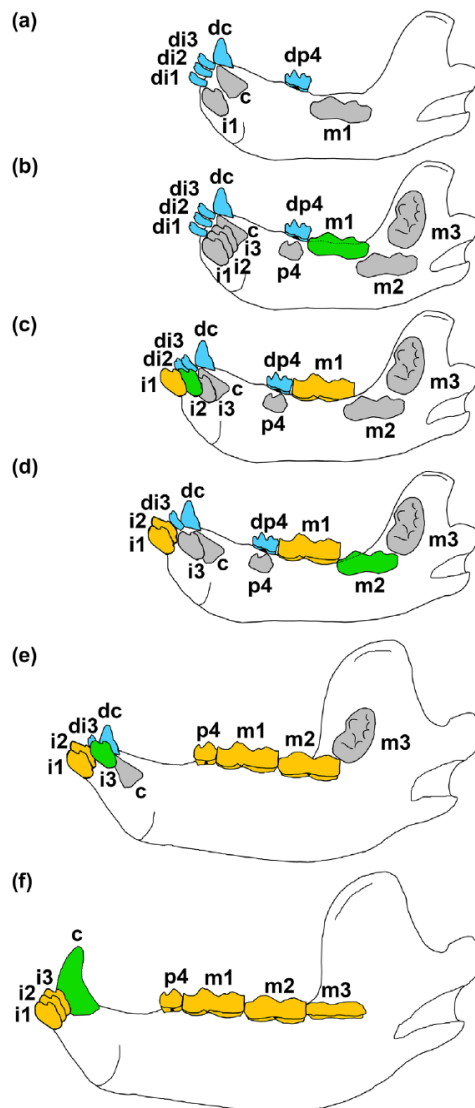 (a)
dc
di3
di2
di1
dp4
c
i1
m1
(b)
dc
di3
di2
di1
dp4
m1
c
i3
i2
i1
p4
m2
m3
(c)
dc
di3
di2
i1
dp4
m1
i2
i3
c
p4
m2
m3
(d)
dc
di3
i2
i1
dp4
m1
i3
c
p4
m2
m3
(e)
dc
di3
i2
i1
i3
c
p4
m1
m2
m3
(f)
c
i3
i2
i1
p4
m1
m2
m3